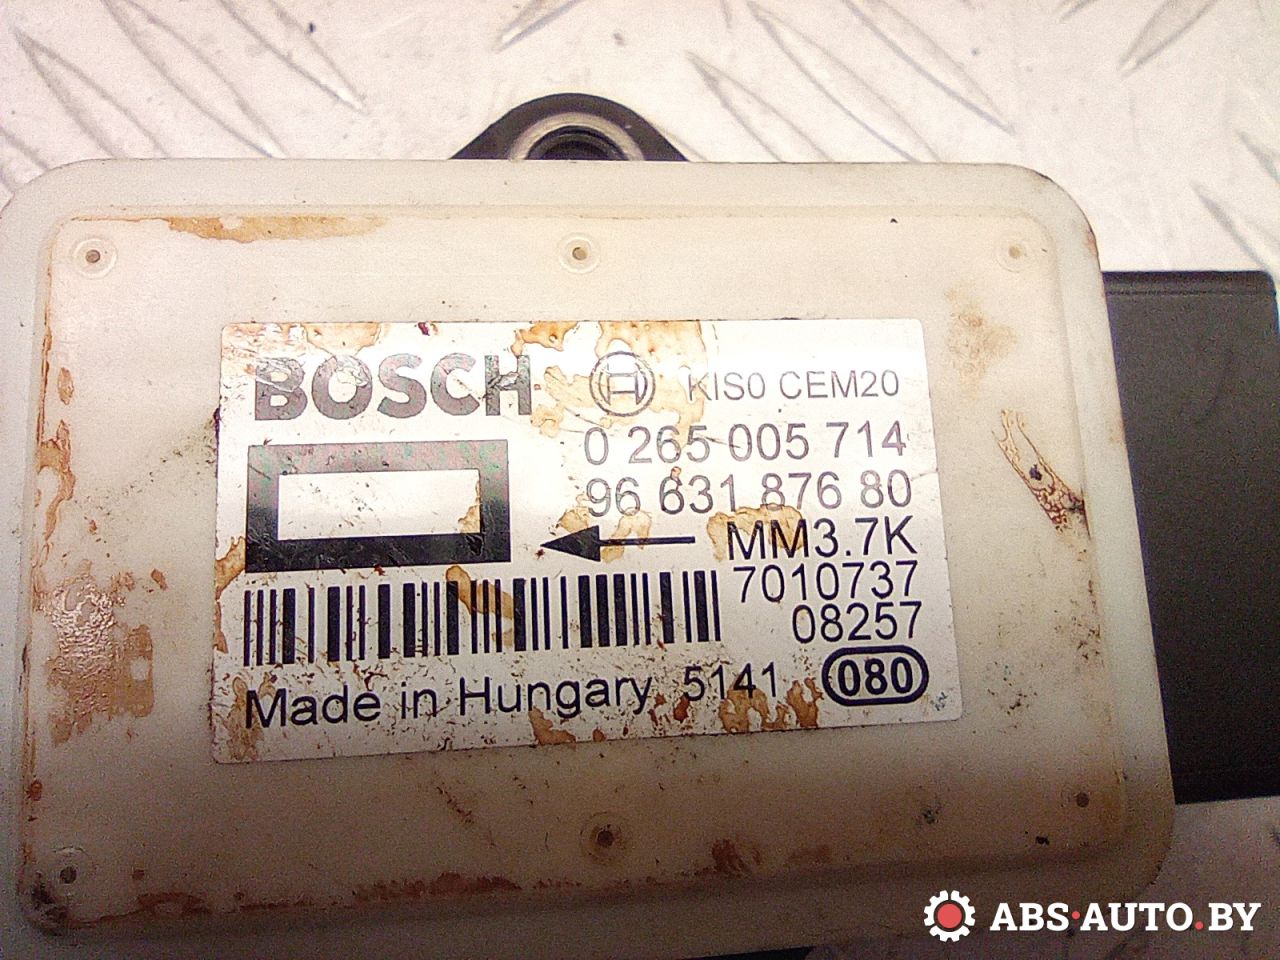 BOSCH KIS0 CEM20
0 265 005 714
96 631 876 80
MM3.7K
7010737
08257
Made in Hungary 5141 080
ABS-AUTO.BY